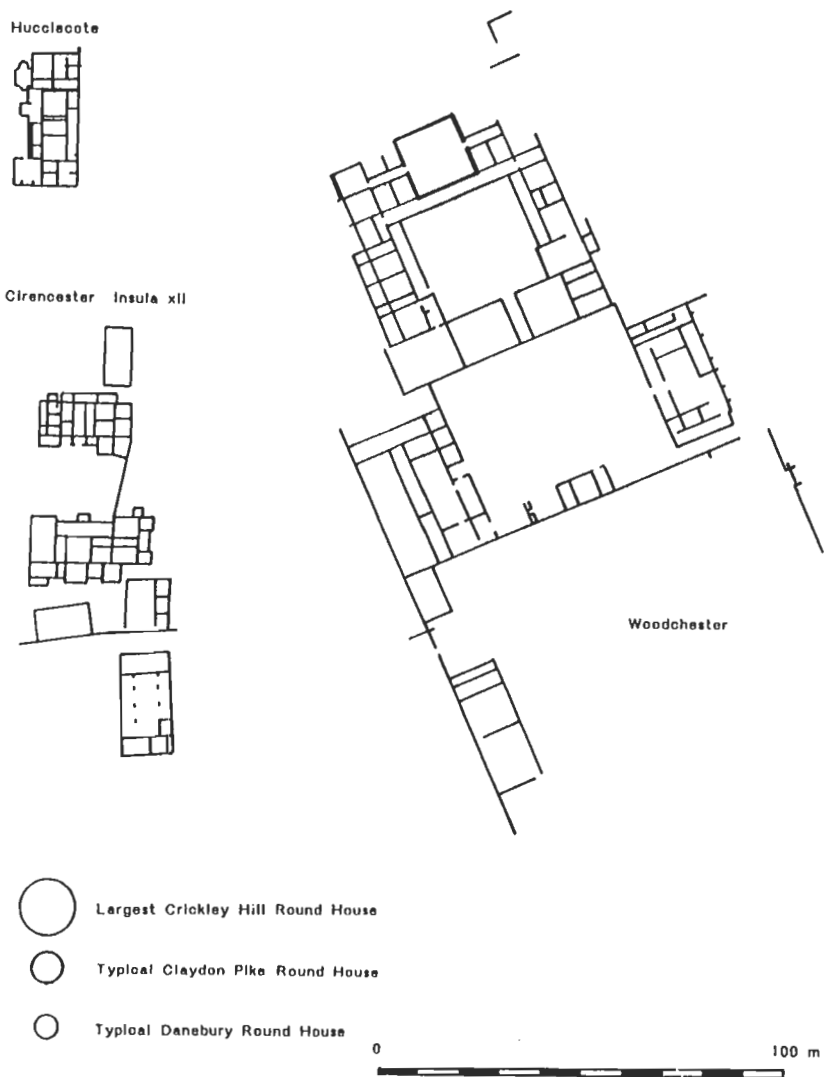 Hucclecote
Cirencester Insula xii
Woodchester
Largest Crickley Hill Round House
Typical Claydon Pike Round House
Typical Danebury Round House
0 100 m